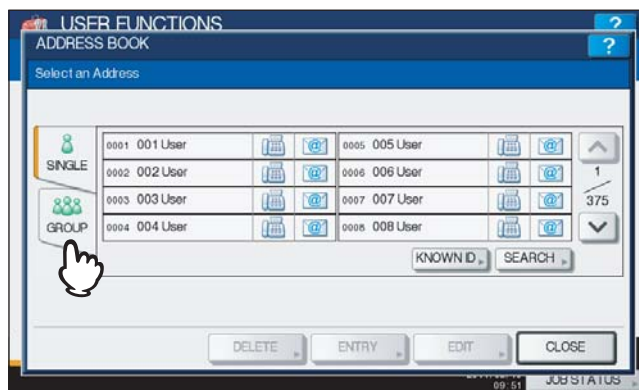 USER FUNCTIONS ?
ADDRESS BOOK ?
Select an Address
SINGLE
GROUP
0001 001 User 0005 005 User
0002 002 User 0006 006 User
0003 003 User 0007 007 User
0004 004 User 0008 008 User
1
375
KNOWN ID SEARCH
DELETE ENTRY EDIT CLOSE
09:51 JOB STATUS